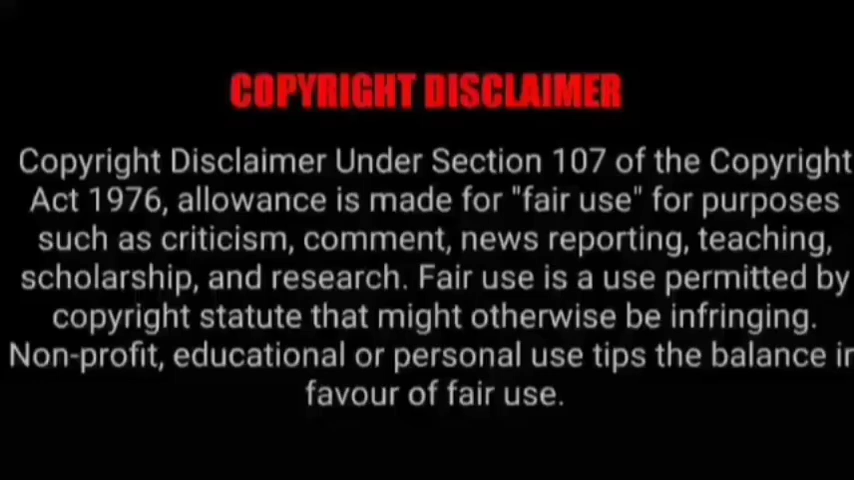 COPYRIGHT DISCLAIMER
Copyright Disclaimer Under Section 107 of the Copyright
Act 1976, allowance is made for "fair use" for purposes
such as criticism, comment, news reporting, teaching,
scholarship, and research. Fair use is a use permitted by
copyright statute that might otherwise be infringing.
Non-profit, educational or personal use tips the balance in
favour of fair use.